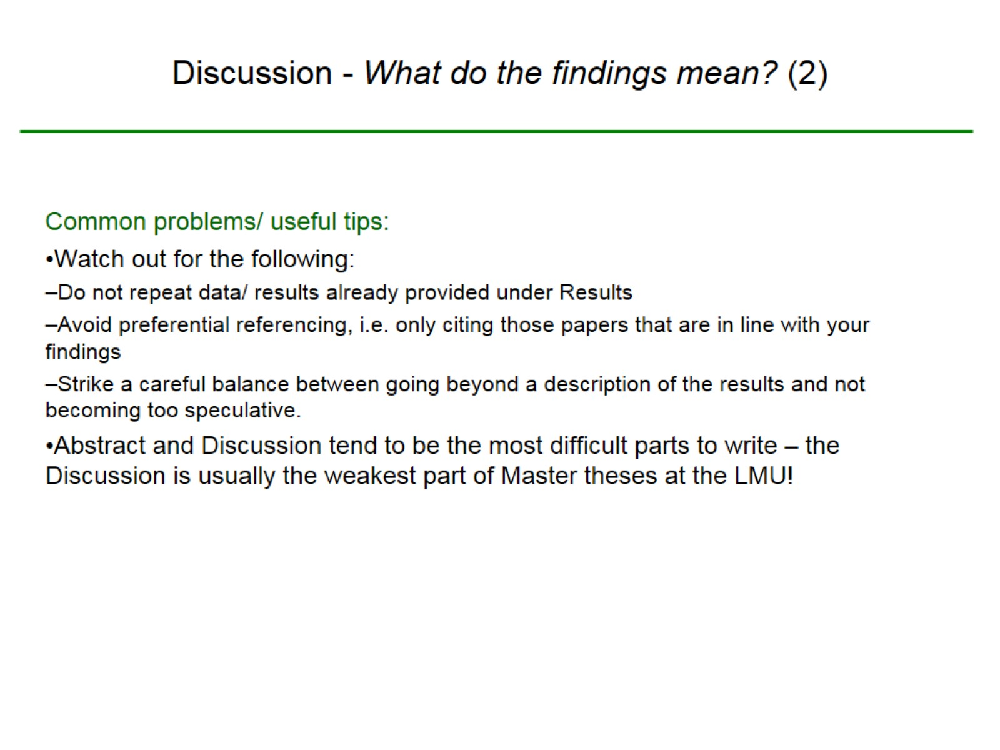 Discussion - What do the findings mean? (2)
Common problems/ useful tips:
•Watch out for the following:
–Do not repeat data/ results already provided under Results
–Avoid preferential referencing, i.e. only citing those papers that are in line with your
findings
–Strike a careful balance between going beyond a description of the results and not
becoming too speculative.
•Abstract and Discussion tend to be the most difficult parts to write – the
Discussion is usually the weakest part of Master theses at the LMU!